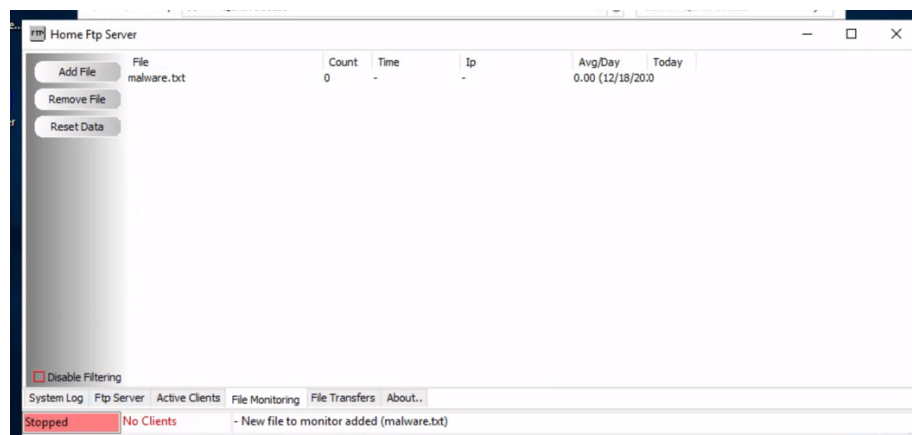 Home Ftp Server
Add File
Remove File
Reset Data
File Count Time Ip Avg/Day Today
malware.txt 0 - - 0.00 (12/18/20 0
Disable Filtering
System Log Ftp Server Active Clients File Monitoring File Transfers About..
Stopped No Clients - New file to monitor added (malware.txt)